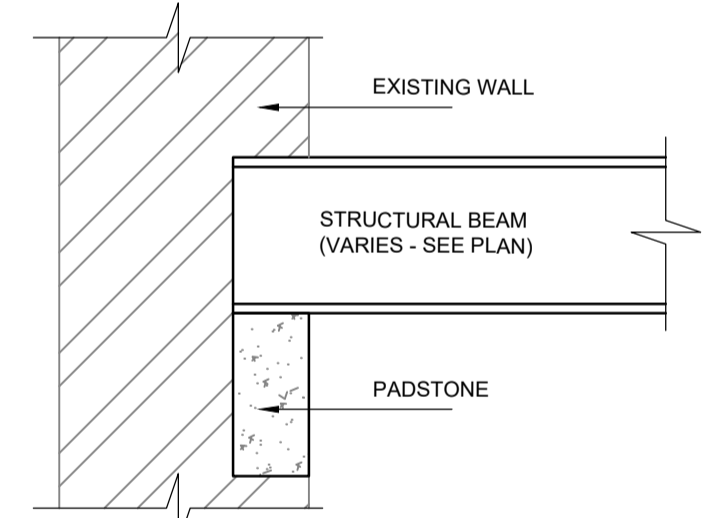 EXISTING WALL
STRUCTURAL BEAM
(VARIES - SEE PLAN)
PADSTONE